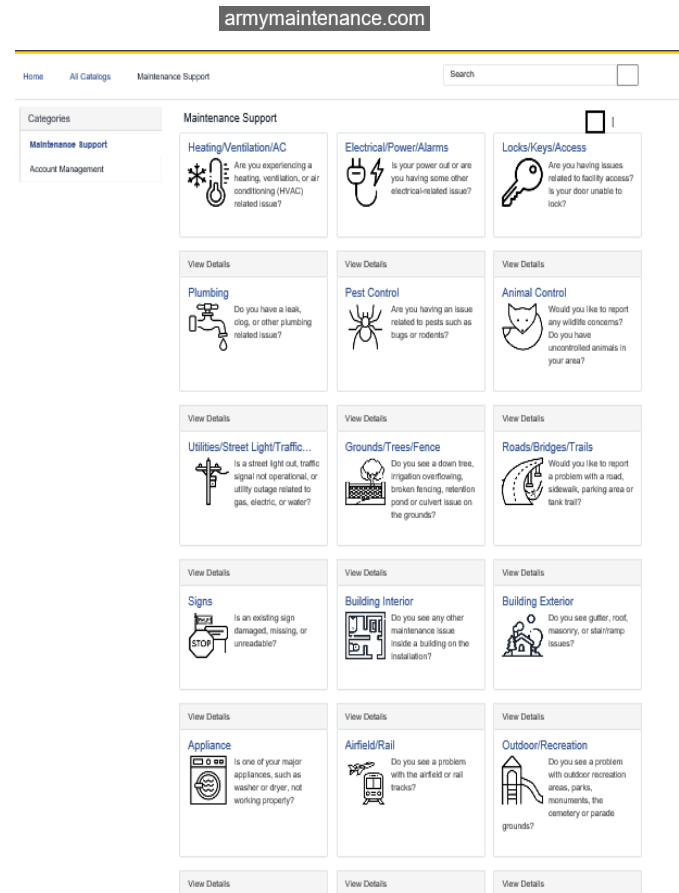 armymaintenance.com
Home All Catalogs Maintenance Support
Search
Categories
Maintenance Support
Account Management
Maintenance Support
Heating/Ventilation/AC
Are you experiencing a
heating, ventilation, or air
conditioning (HVAC)
related issue?
View Details
Electrical/Power/Alarms
Is your power out or are
you having some other
electrical-related issue?
View Details
Locks/Keys/Access
Are you having issues
related to facility access?
Is your door unable to
lock?
View Details
Plumbing
Do you have a leak,
clog, or other plumbing
related issue?
View Details
Pest Control
Are you having an issue
related to pests such as
bugs or rodents?
View Details
Animal Control
Would you like to report
any wildlife concerns?
Do you have
uncontrolled animals in
your area?
View Details
Utilities/Street Light/Traffic...
Is a street light out, traffic
signal not operational, or
utility outage related to
gas, electric, or water?
View Details
Grounds/Trees/Fence
Do you see a down tree,
irrigation overflowing,
broken fencing, retention
pond or culvert issue on
the grounds?
View Details
Roads/Bridges/Trails
Would you like to report
a problem with a road,
sidewalk, parking area or
tank trail?
View Details
Signs
STOP
Is an existing sign
damaged, missing, or
unreadable?
View Details
Building Interior
Do you see any other
maintenance issue
inside a building on the
installation?
View Details
Building Exterior
Do you see gutter, roof,
masonry, or stair/ramp
issues?
View Details
Appliance
Is one of your major
appliances, such as
washer or dryer, not
working properly?
View Details
Airfield/Rail
Do you see a problem
with the airfield or rail
tracks?
View Details
Outdoor/Recreation
Do you see a problem
with outdoor recreation
areas, parks,
monuments, the
cemetery or parade
grounds?
View Details